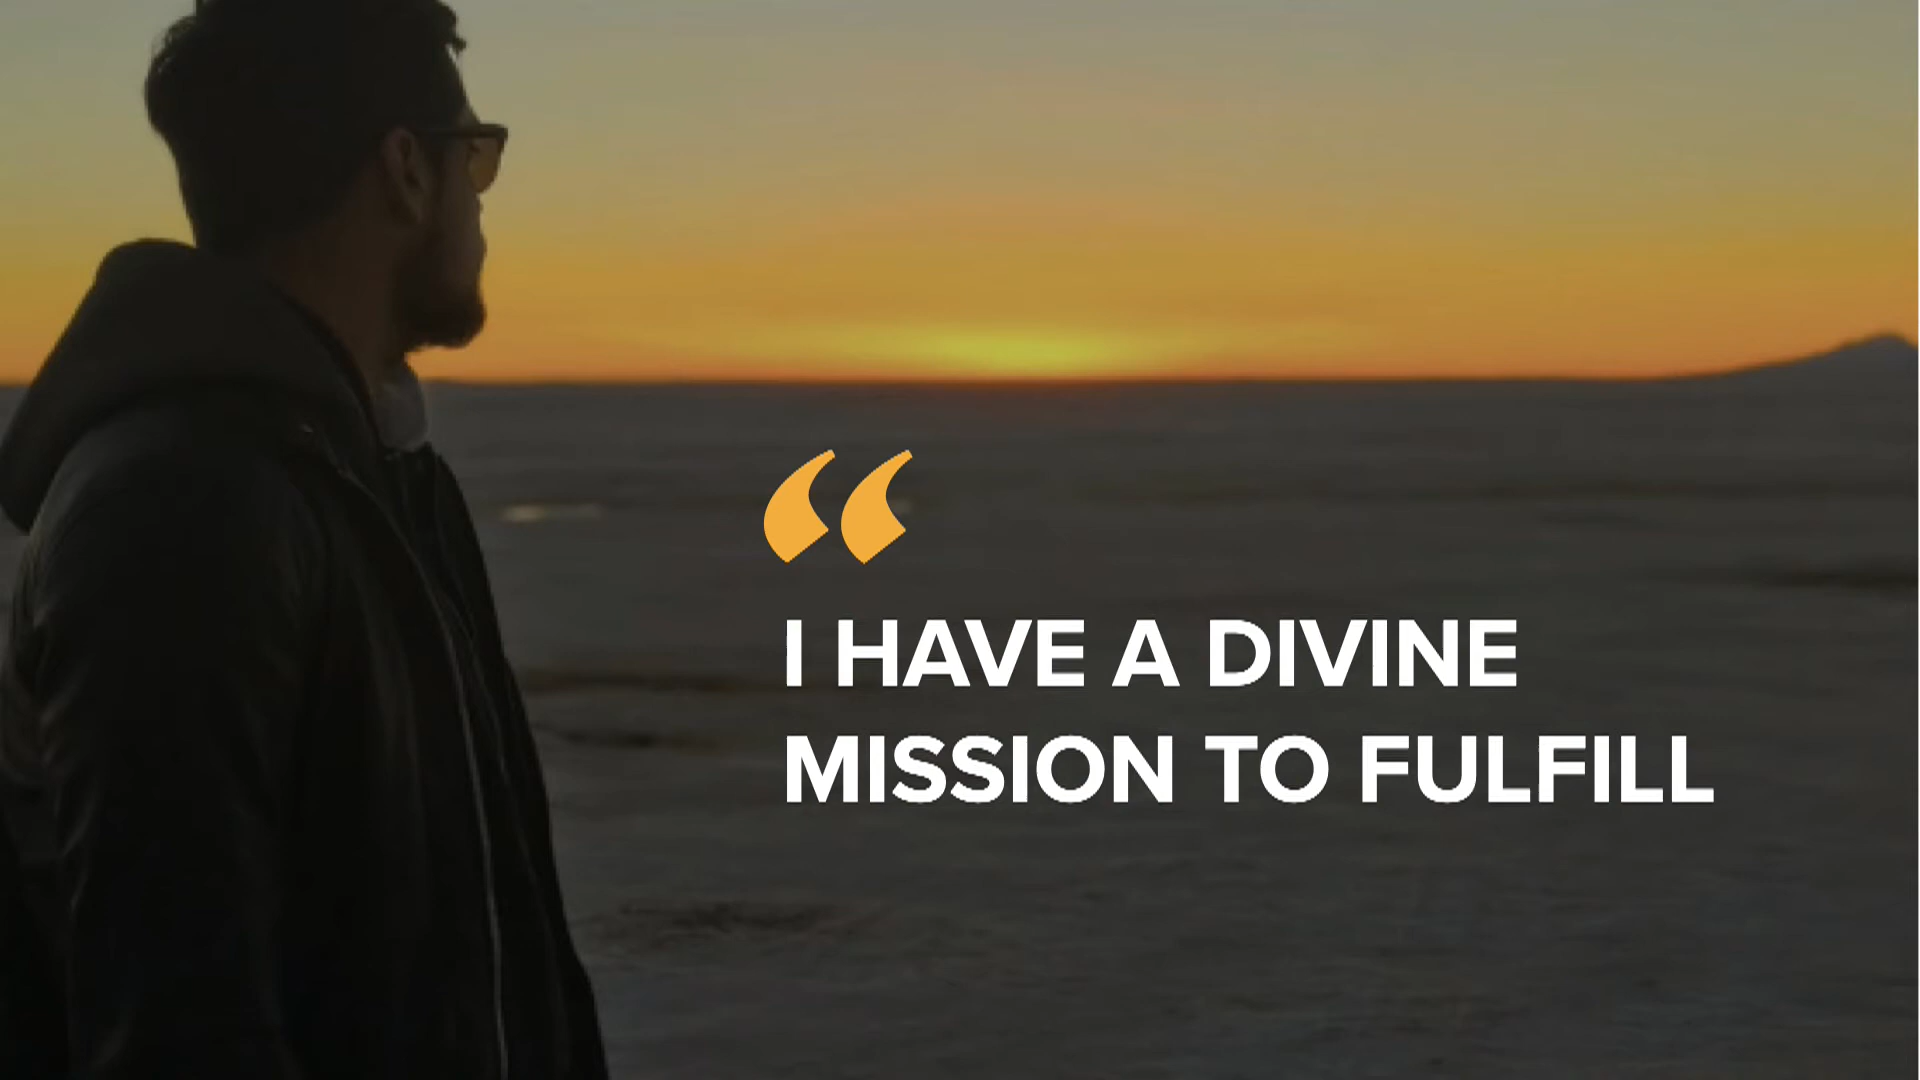 “
I HAVE A DIVINE
MISSION TO FULFILL